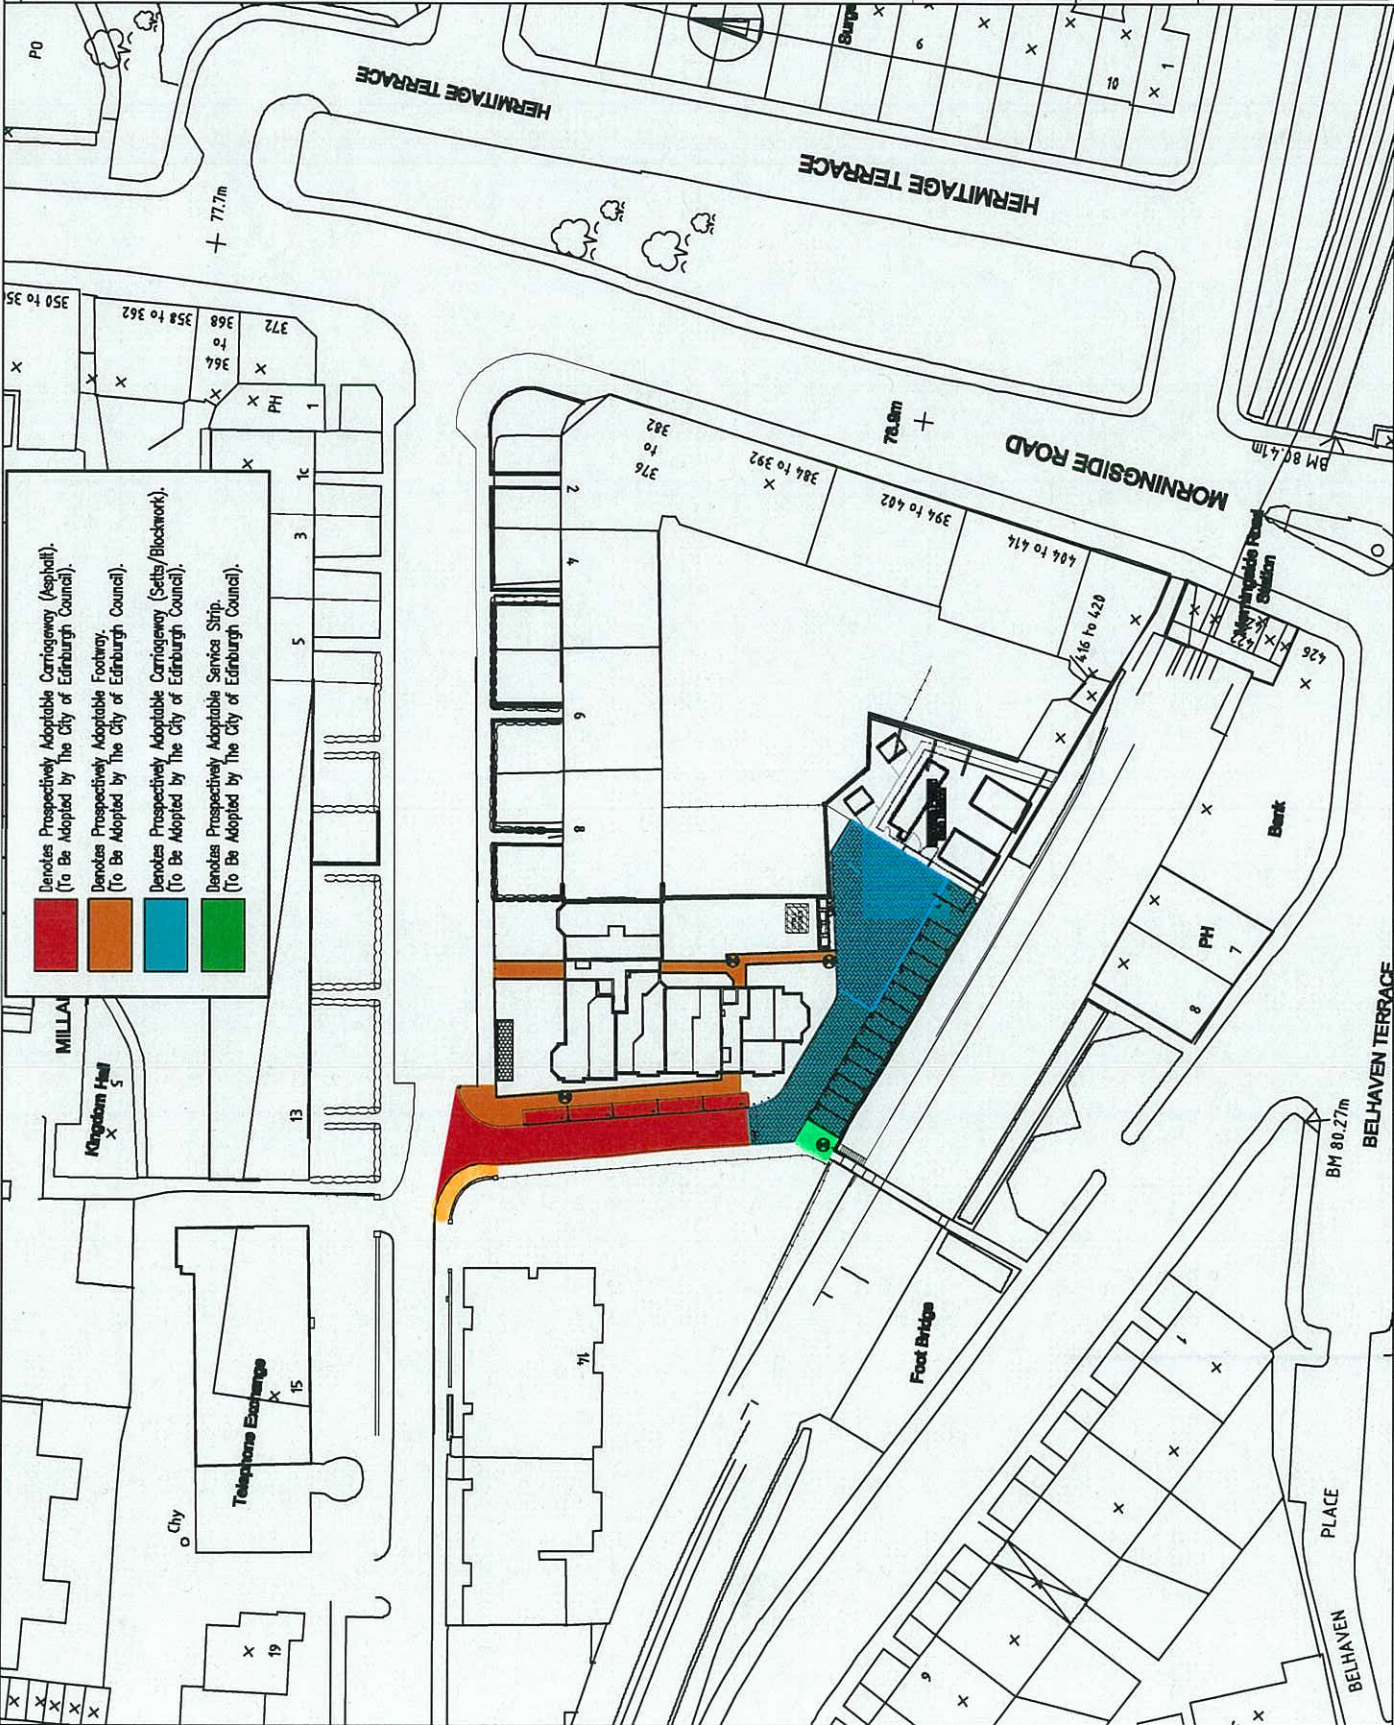 Denotes Prospectively Adoptable Carriageway (Asphalt).
(To Be Adopted by The City of Edinburgh Council).
Denotes Prospectively Adoptable Footway.
(To Be Adopted by The City of Edinburgh Council).
Denotes Prospectively Adoptable Carriageway (Setts/Blockwork).
(To Be Adopted by The City of Edinburgh Council).
Denotes Prospectively Adoptable Service Strip.
(To Be Adopted by The City of Edinburgh Council).
PO
77.7m
HERMITAGE TERRACE
HERMITAGE TERRACE
9
10
1
358 to 362
364
to
368
372
PH
1
1c
3
5
13
2
4
6
8
376
to
382
384 to 392
394 to 402
404 to 414
416 to 420
78.9m
MORNINGSIDE ROAD
BM 80.41m
Morningside Road
Station
426
Bank
PH
7
8
BELHAVEN TERRACE
BM 80.27m
Kingdom Hall
5
Telephone Exchange
15
Chy
19
14
Foot Bridge
1
9
BELHAVEN
PLACE